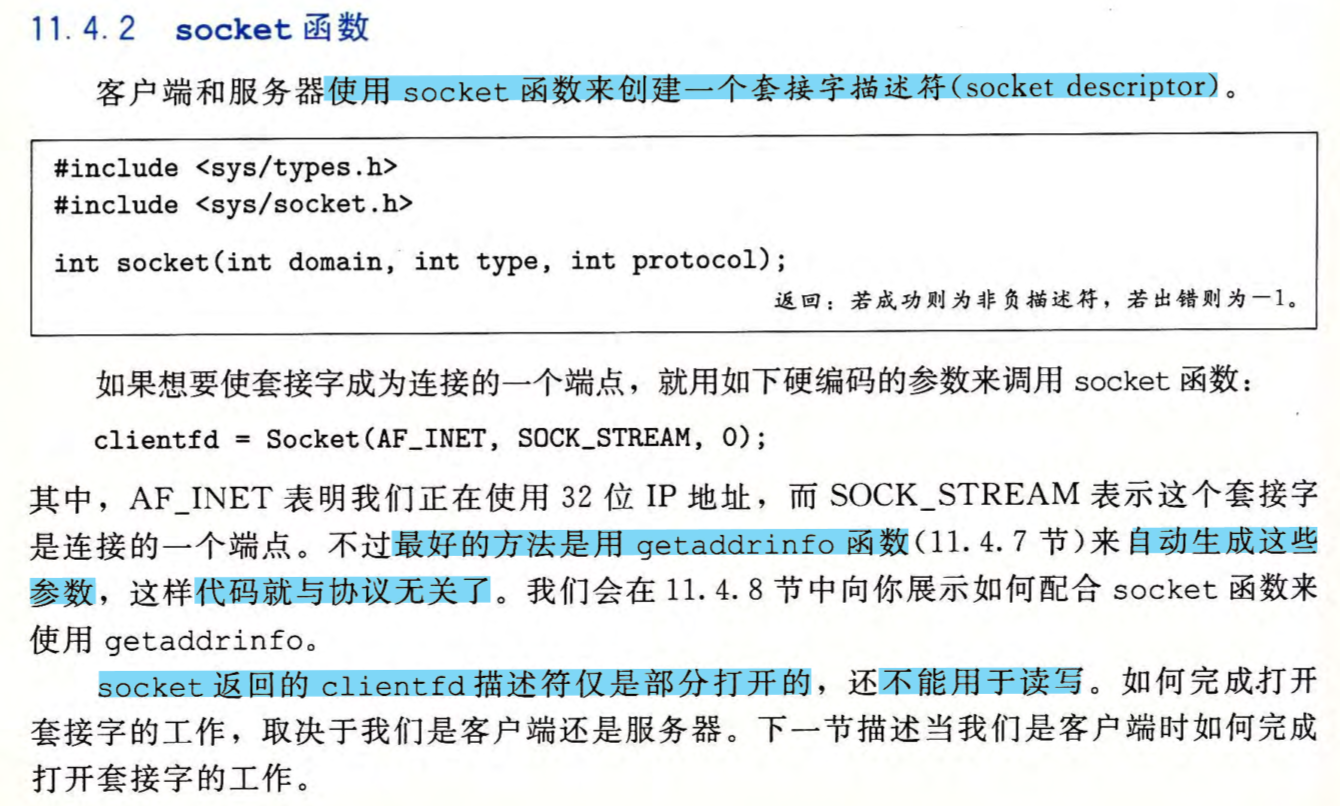 11.4.2 socket 函数
客户端和服务器使用 socket 函数来创建一个套接字描述符(socket descriptor)。
#include <sys/types.h>
#include <sys/socket.h>
int socket(int domain, int type, int protocol);
返回：若成功则为非负描述符，若出错则为－1。
如果想要使套接字成为连接的一个端点，就用如下硬编码的参数来调用 socket 函数：
clientfd = Socket(AF_INET, SOCK_STREAM, 0);
其中，AF_INET 表明我们正在使用 32 位 IP 地址，而 SOCK_STREAM 表示这个套接字
是连接的一个端点。不过最好的方法是用 getaddrinfo 函数(11.4.7 节)来自动生成这些
参数，这样代码就与协议无关了。我们会在 11.4.8 节中向你展示如何配合 socket 函数来
使用 getaddrinfo。
socket 返回的 clientfd 描述符仅是部分打开的，还不能用于读写。如何完成打开
套接字的工作，取决于我们是客户端还是服务器。下一节描述当我们是客户端时如何完成
打开套接字的工作。